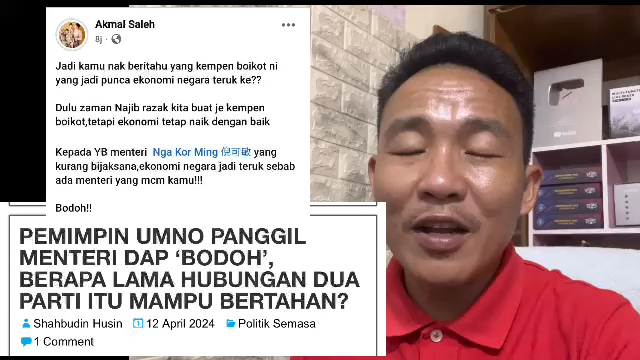 Akmal Saleh
8j
Jadi kamu nak beritahu yang kempen boikot ni
yang jadi punca ekonomi negara teruk ke??
Dulu zaman Najib razak kita buat je kempen
boikot,tetapi ekonomi tetap naik dengan baik
Kepada YB menteri Nga Kor Ming 倪可敏 yang
kurang bijaksana,ekonomi negara jadi teruk sebab
ada menteri yang mcm kamu!!!
Bodoh!!
PEMIMPIN UMNO PANGGIL
MENTERI DAP ‘BODOH’,
BERAPA LAMA HUBUNGAN DUA
PARTI ITU MAMPU BERTAHAN?
Shahbudin Husin 12 April 2024 Politik Semasa
1 Comment